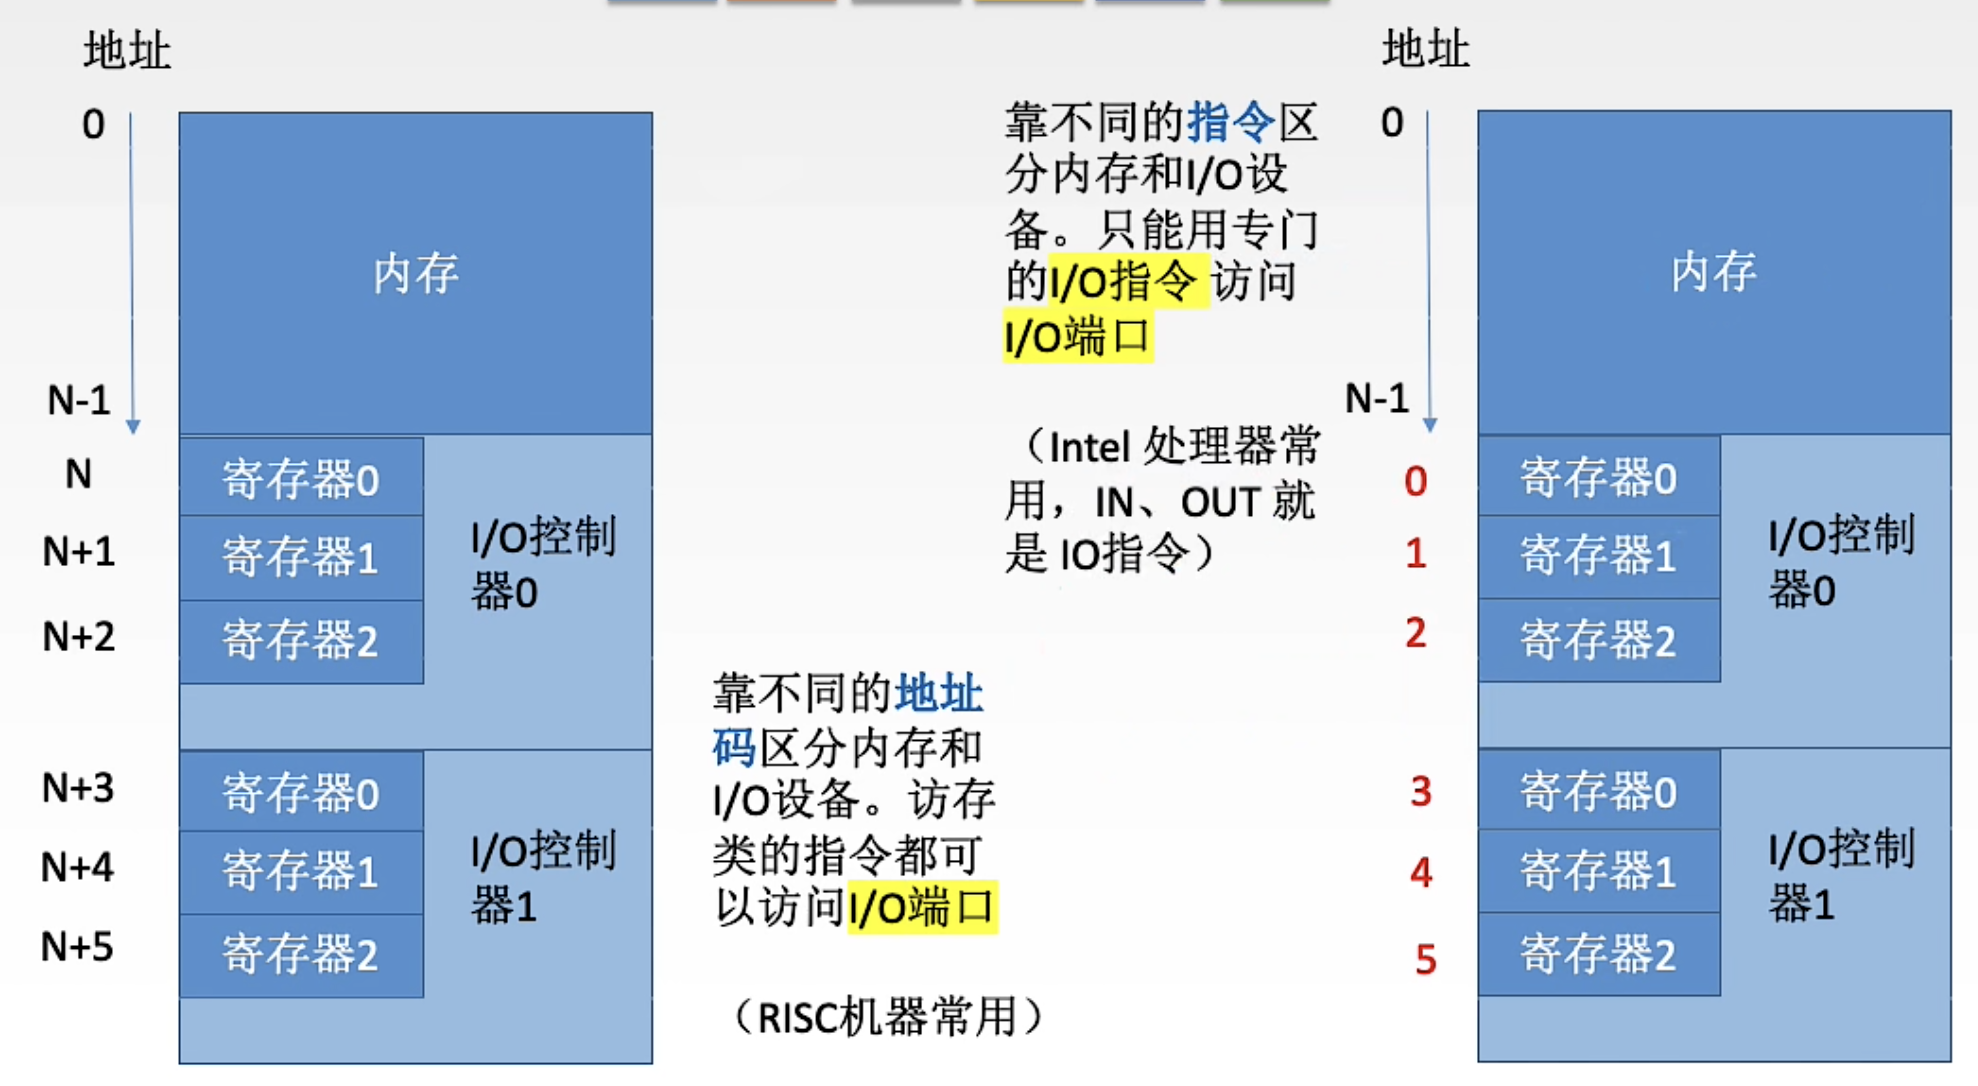 地址
0
N-1
N
N+1
N+2
N+3
N+4
N+5
内存
寄存器0
寄存器1
寄存器2
I/O控制
器0
寄存器0
寄存器1
寄存器2
I/O控制
器1
靠不同的地址
码区分内存和
I/O设备。访存
类的指令都可
以访问I/O端口
（RISC机器常用）
靠不同的指令区
分内存和I/O设
备。只能用专门
的I/O指令 访问
I/O端口
（Intel 处理器常
用，IN、OUT 就
是 IO指令）
地址
0
N-1
0
1
2
3
4
5
内存
寄存器0
寄存器1
寄存器2
I/O控制
器0
寄存器0
寄存器1
寄存器2
I/O控制
器1